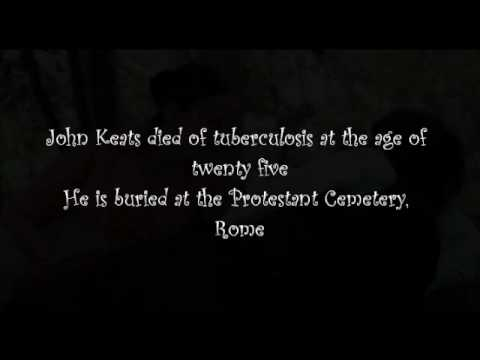 John Keats died of tuberculosis at the age of
twenty five
He is buried at the Protestant Cemetery,
Rome